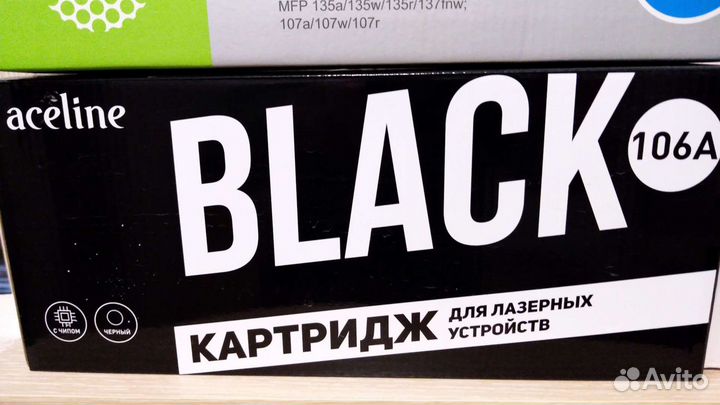 MFP 135a/135w/135r/137fnw;
107a/107w/107r
aceline
BLACK
106A
С ЧИПОМ
ЧЕРНЫЙ
КАРТРИДЖ
ДЛЯ ЛАЗЕРНЫХ
УСТРОЙСТВ
Avito